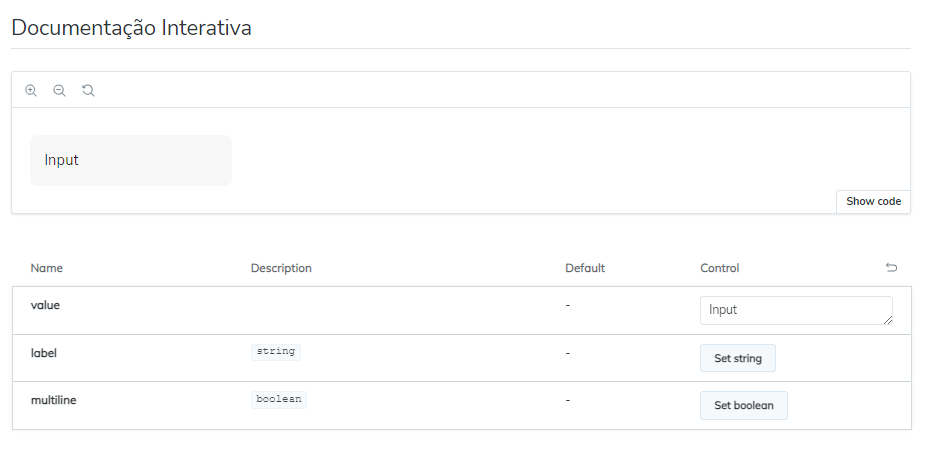 Documentação Interativa
Input
Show code
Name Description Default Control
value - Input
label string - Set string
multiline boolean - Set boolean